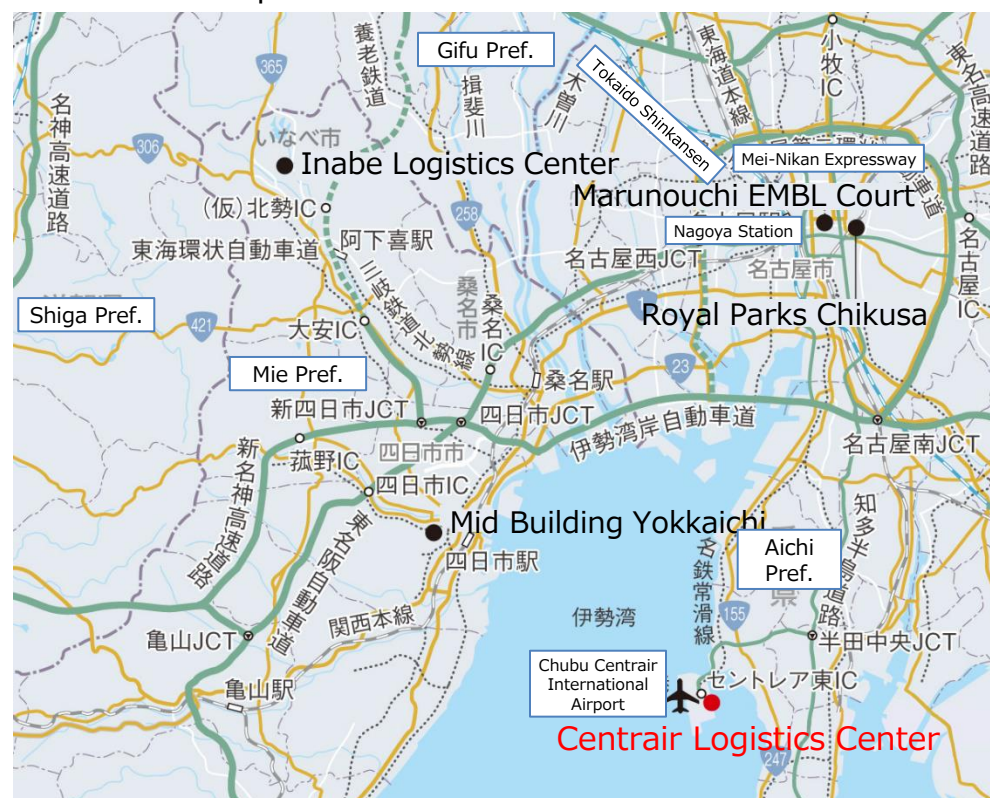 Gifu Pref.
養老鉄道
揖斐川
木曽川
Tokaido Shinkansen
東海道本線
小牧IC
東名高速道路
365
名神高速道路
306
いなべ市
Inabe Logistics Center
Mei-Nikan Expressway
(仮)北勢IC
258
Marunouchi EMBL Court
Nagoya Station
東海環状自動車道
阿下喜駅
名古屋西JCT
名古屋市
名古屋IC
三岐鉄道北勢線
桑名市
桑名IC
Shiga Pref.
421
大安IC
1
Royal Parks Chikusa
Mie Pref.
23
桑名駅
新四日市JCT
四日市JCT
伊勢湾岸自動車道
名古屋南JCT
新名神高速道路
菰野IC
四日市市
四日市IC
東名阪自動車道
Mid Building Yokkaichi
四日市駅
名鉄常滑線
Aichi
Pref.
県
知多半島道路
関西本線
伊勢湾
155
亀山JCT
半田中央JCT
亀山駅
Chubu Centrair
International
Airport
セントレア東IC
Centrair Logistics Center
247